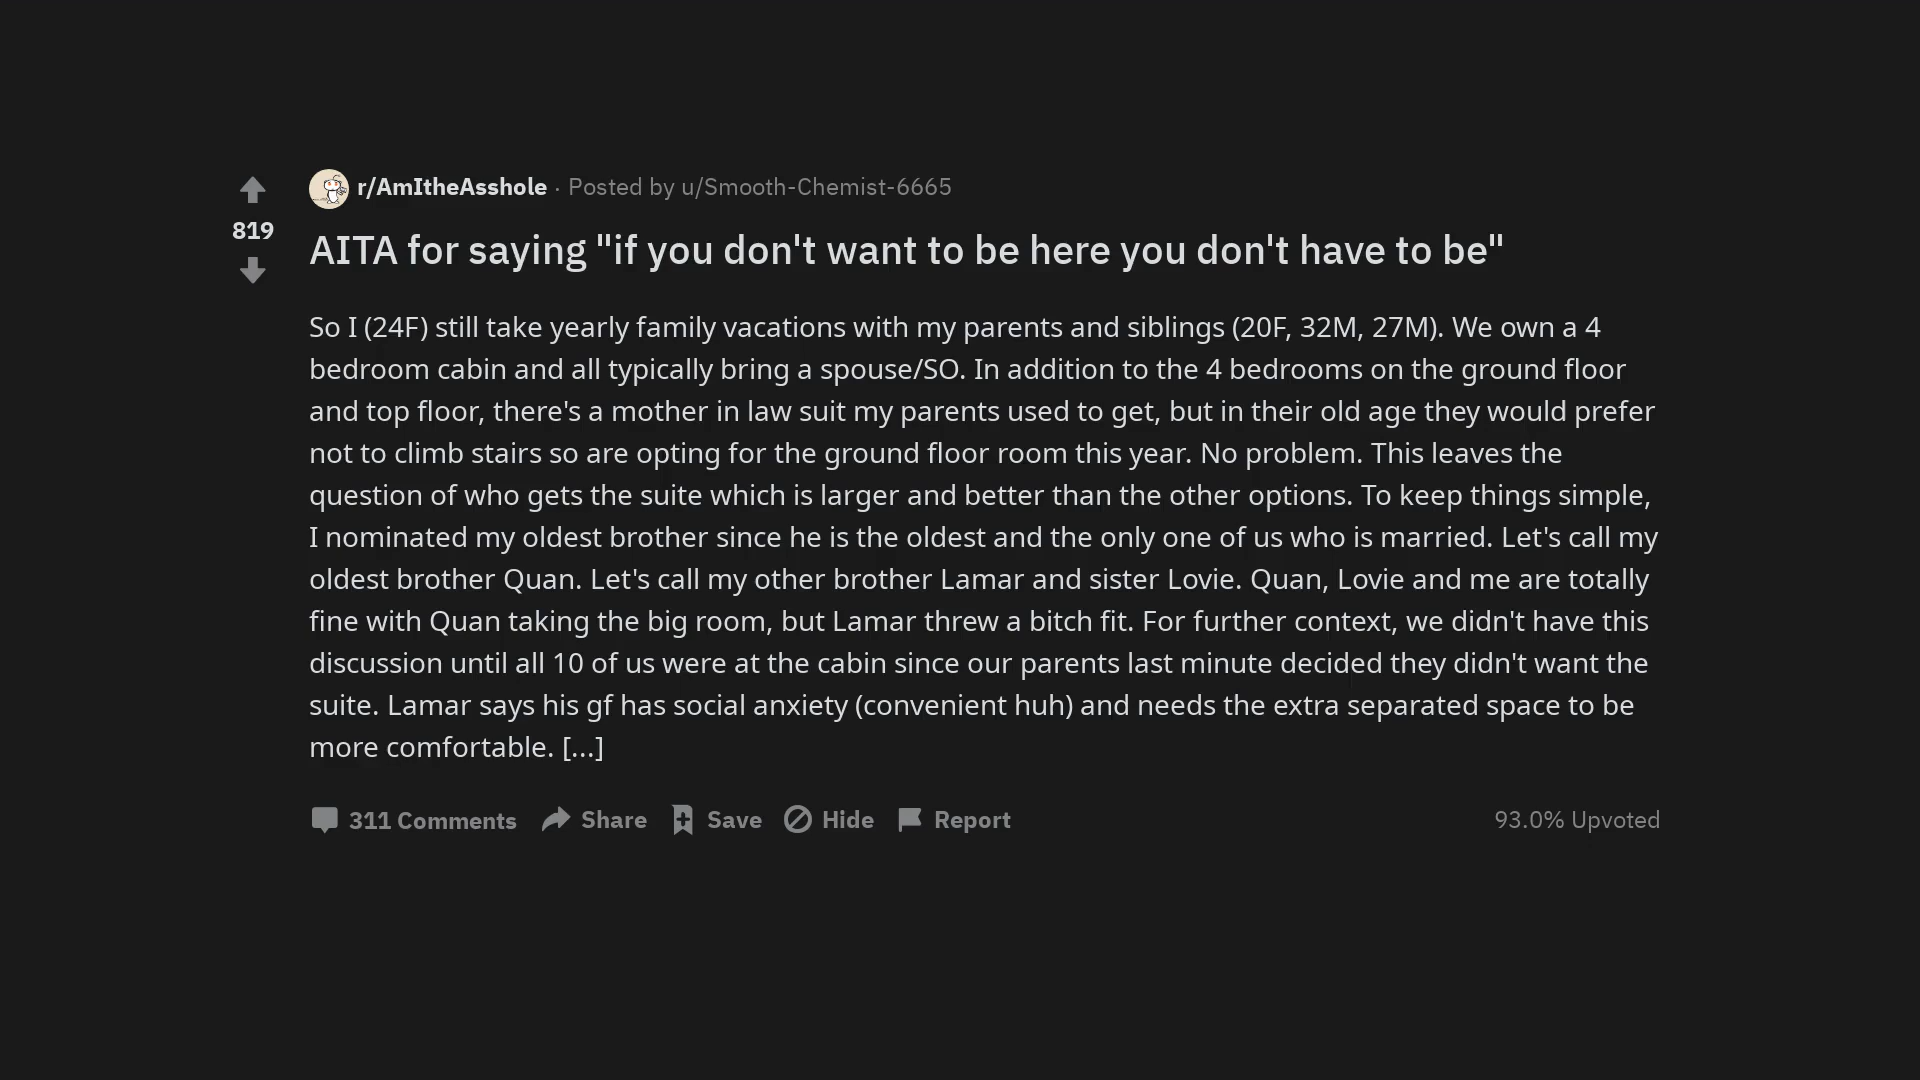 r/AmItheAsshole · Posted by u/Smooth-Chemist-6665
819
AITA for saying "if you don't want to be here you don't have to be"
So I (24F) still take yearly family vacations with my parents and siblings (20F, 32M, 27M). We own a 4
bedroom cabin and all typically bring a spouse/SO. In addition to the 4 bedrooms on the ground floor
and top floor, there's a mother in law suit my parents used to get, but in their old age they would prefer
not to climb stairs so are opting for the ground floor room this year. No problem. This leaves the
question of who gets the suite which is larger and better than the other options. To keep things simple,
I nominated my oldest brother since he is the oldest and the only one of us who is married. Let's call my
oldest brother Quan. Let's call my other brother Lamar and sister Lovie. Quan, Lovie and me are totally
fine with Quan taking the big room, but Lamar threw a bitch fit. For further context, we didn't have this
discussion until all 10 of us were at the cabin since our parents last minute decided they didn't want the
suite. Lamar says his gf has social anxiety (convenient huh) and needs the extra separated space to be
more comfortable. [...]
311 Comments Share Save Hide Report 93.0% Upvoted